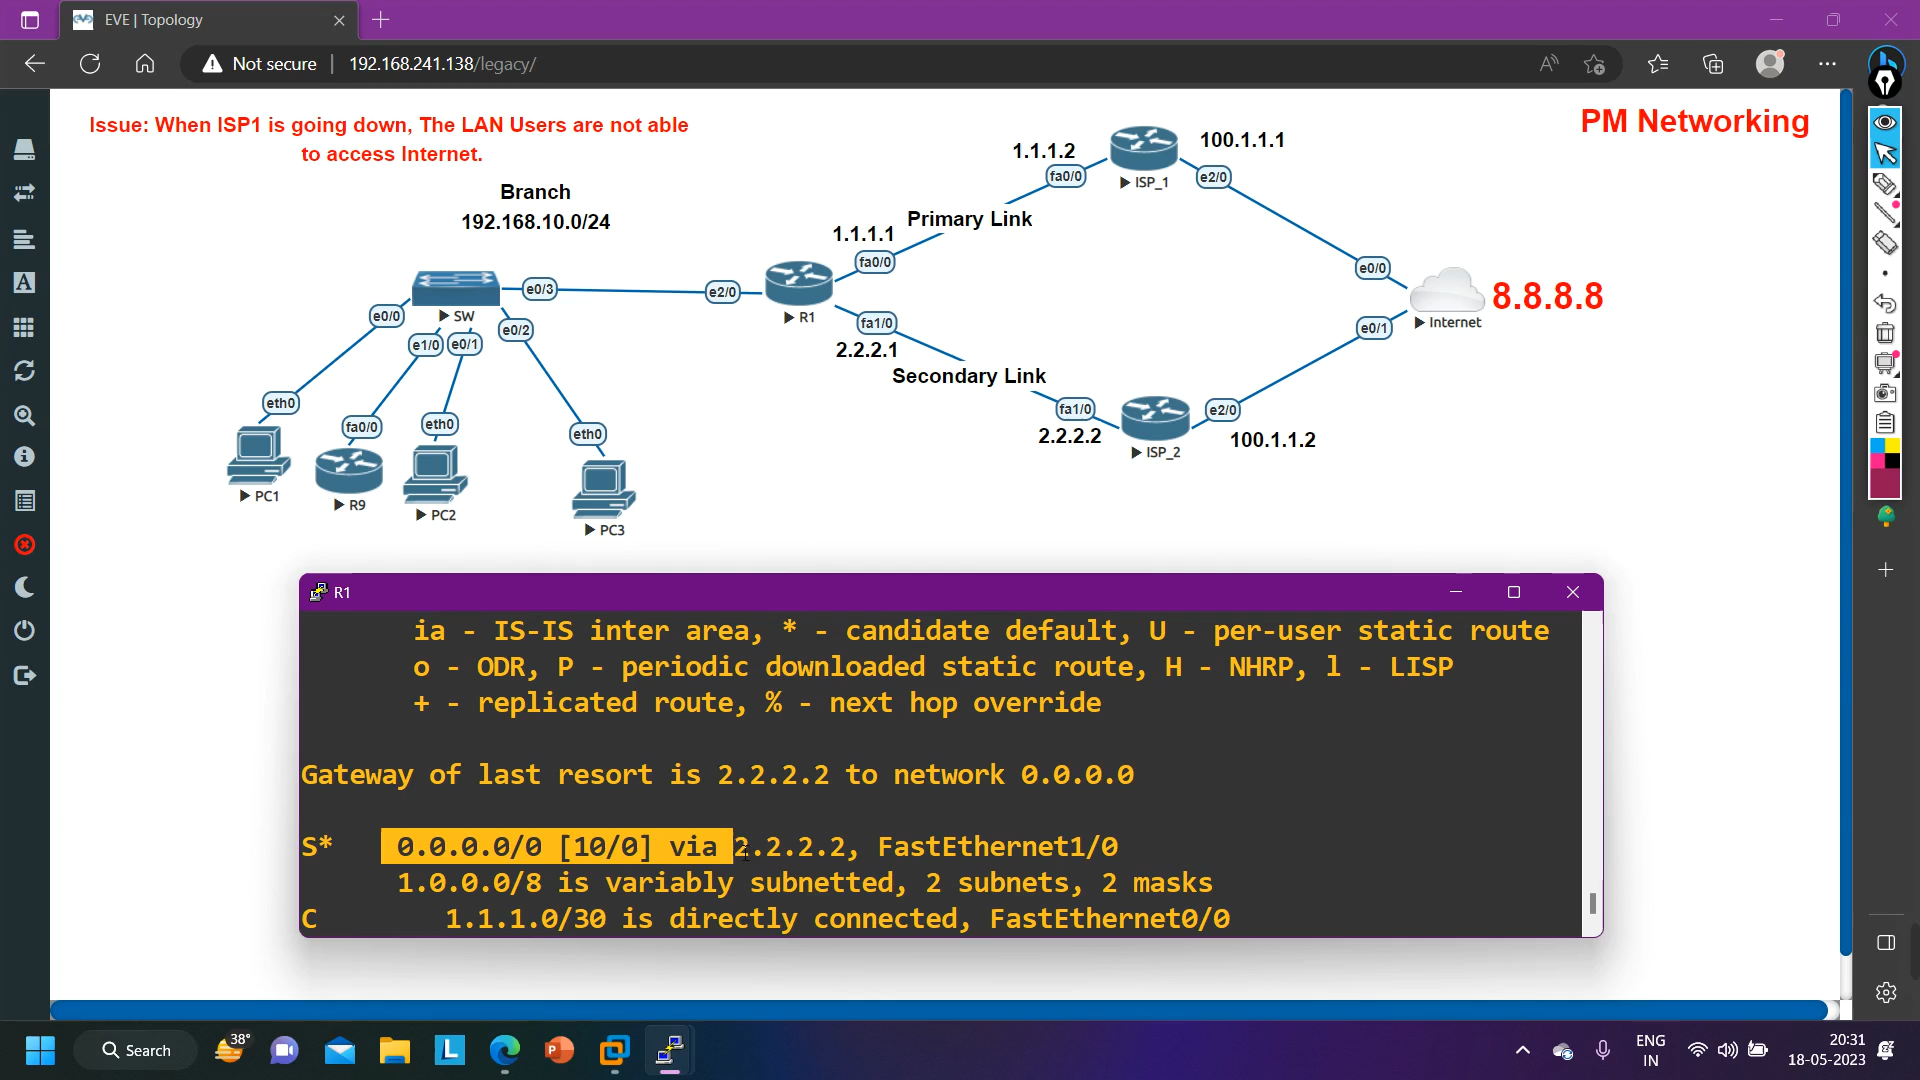 EVE | Topology
Not secure
192.168.241.138/legacy/
Issue: When ISP1 is going down, The LAN Users are not able
to access Internet.
PM Networking
Branch
192.168.10.0/24
1.1.1.2
fa0/0
ISP_1
100.1.1.1
e2/0
Primary Link
1.1.1.1
fa0/0
e0/0
SW
e0/3
e2/0
R1
8.8.8.8
Internet
e0/0
e1/0
e0/1
e0/2
fa1/0
2.2.2.1
e0/1
Secondary Link
eth0
fa0/0
eth0
eth0
fa1/0
2.2.2.2
e2/0
100.1.1.2
ISP_2
PC1
R9
PC2
PC3
R1
ia - IS-IS inter area, * - candidate default, U - per-user static route
o - ODR, P - periodic downloaded static route, H - NHRP, l - LISP
+ - replicated route, % - next hop override
Gateway of last resort is 2.2.2.2 to network 0.0.0.0
S* 0.0.0.0/0 [10/0] via 2.2.2.2, FastEthernet1/0
1.0.0.0/8 is variably subnetted, 2 subnets, 2 masks
C 1.1.1.0/30 is directly connected, FastEthernet0/0
Search
38°
ENG
IN
20:31
18-05-2023